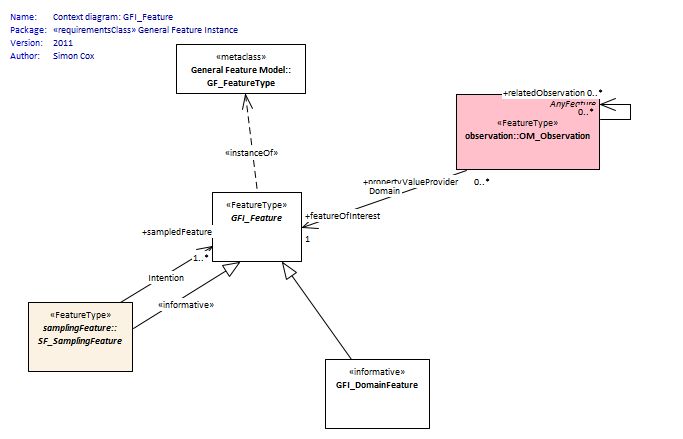 Name: Context diagram: GFI_Feature
Package: «requirementsClass» General Feature Instance
Version: 2011
Author: Simon Cox
«metaclass»
General Feature Model::
GF_FeatureType
+relatedObservation 0..*
AnyFeature
0..*
«FeatureType»
observation::OM_Observation
«instanceOf»
+propertyValueProvider 0..*
Domain
«FeatureType»
GFI_Feature
+featureOfInterest
1
+sampledFeature
1..*
Intention
«informative»
«FeatureType»
samplingFeature::
SF_SamplingFeature
«informative»
GFI_DomainFeature